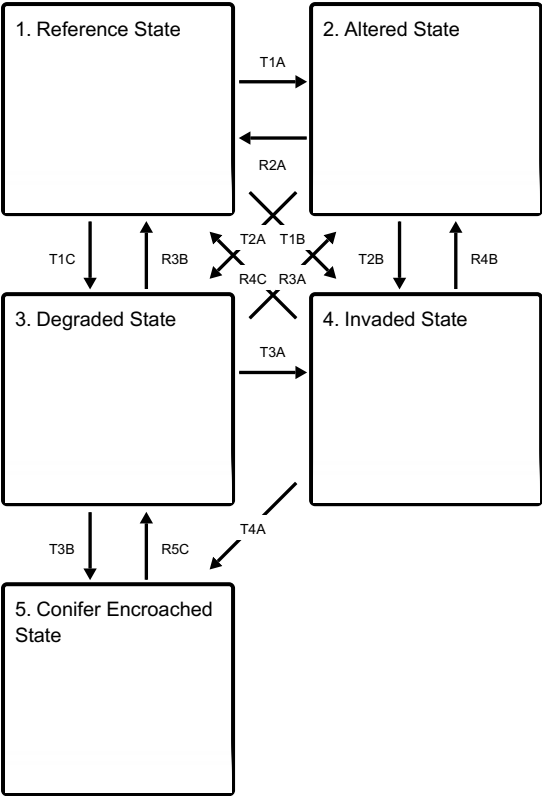 1. Reference State
2. Altered State
T1A
R2A
T1C
R3B
T2A
T1B
R4C
R3A
T2B
R4B
3. Degraded State
4. Invaded State
T3A
T3B
R5C
T4A
5. Conifer Encroached
State